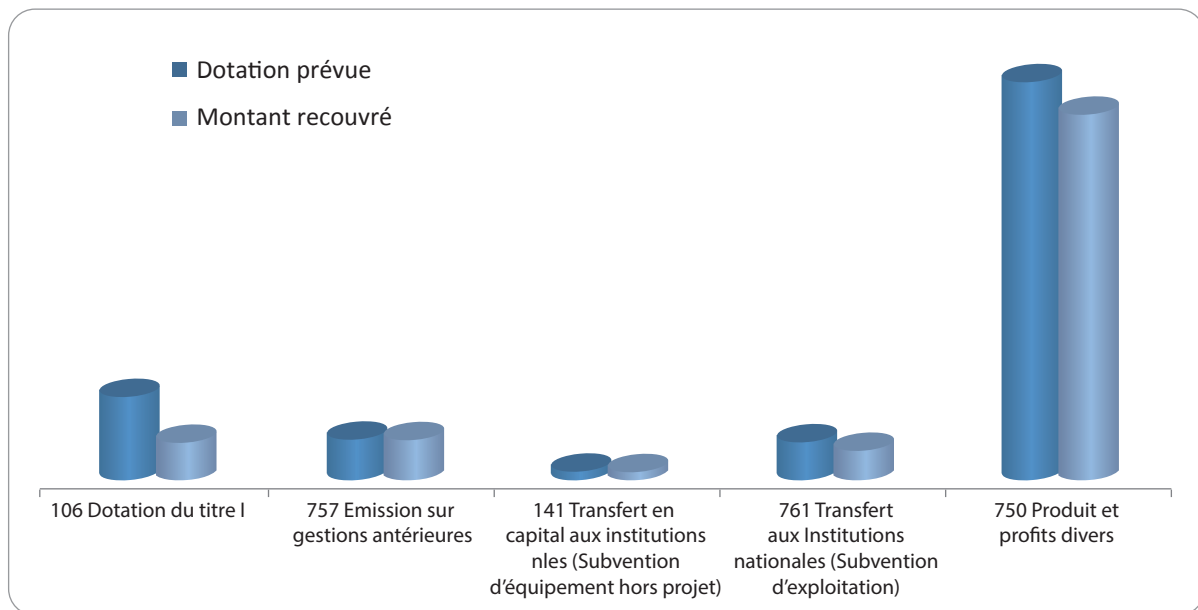 Dotation prévue
Montant recouvré
106 Dotation du titre I
757 Emission sur
gestions antérieures
141 Transfert en
capital aux institutions
nles (Subvention
d'équipement hors projet)
761 Transfert
aux Institutions
nationales (Subvention
d'exploitation)
750 Produit et
profits divers